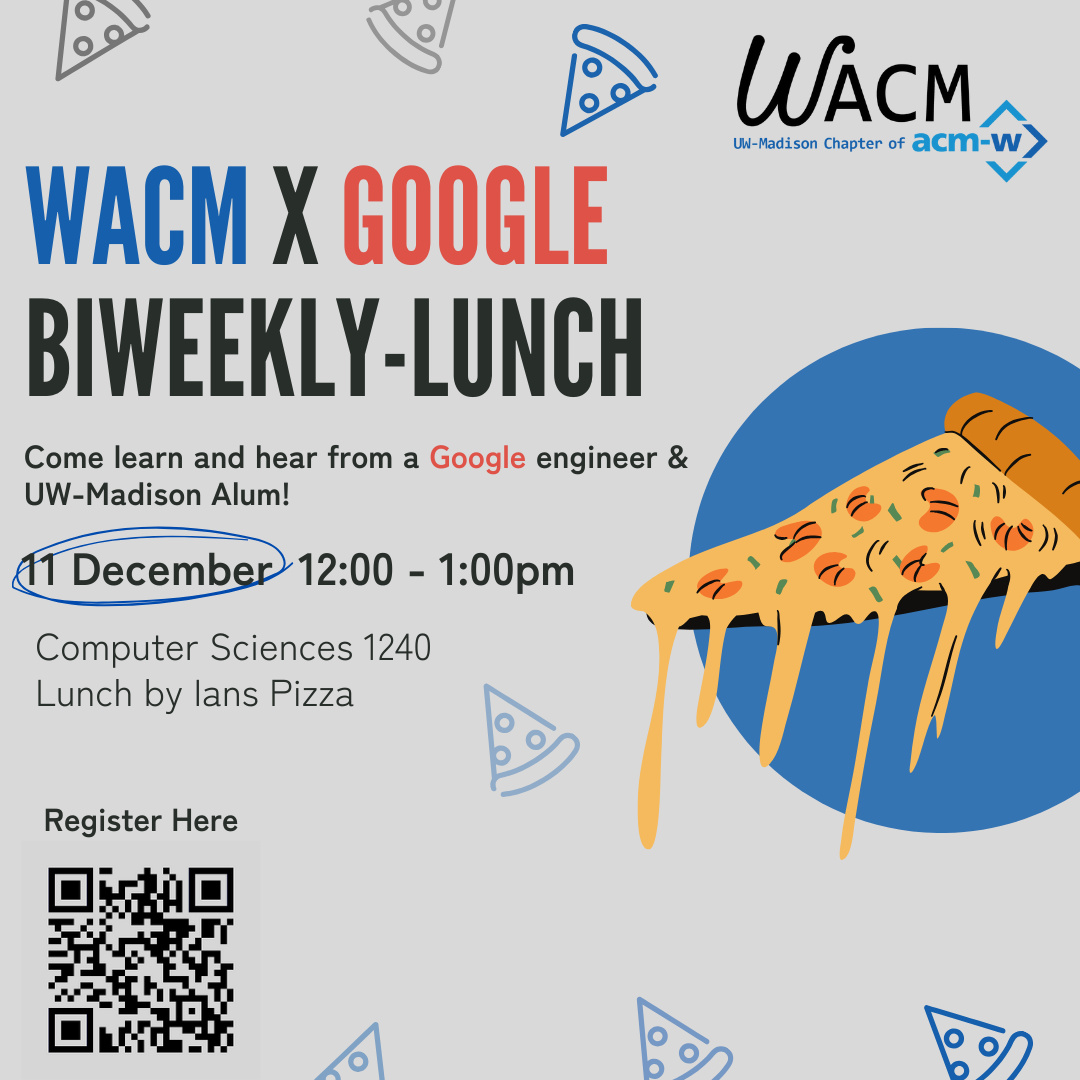 WACM
UW-Madison Chapter of acm-w
WACM X GOOGLE
BIWEEKLY-LUNCH
Come learn and hear from a Google engineer &
UW-Madison Alum!
11 December 12:00 - 1:00pm
Computer Sciences 1240
Lunch by Ians Pizza
Register Here